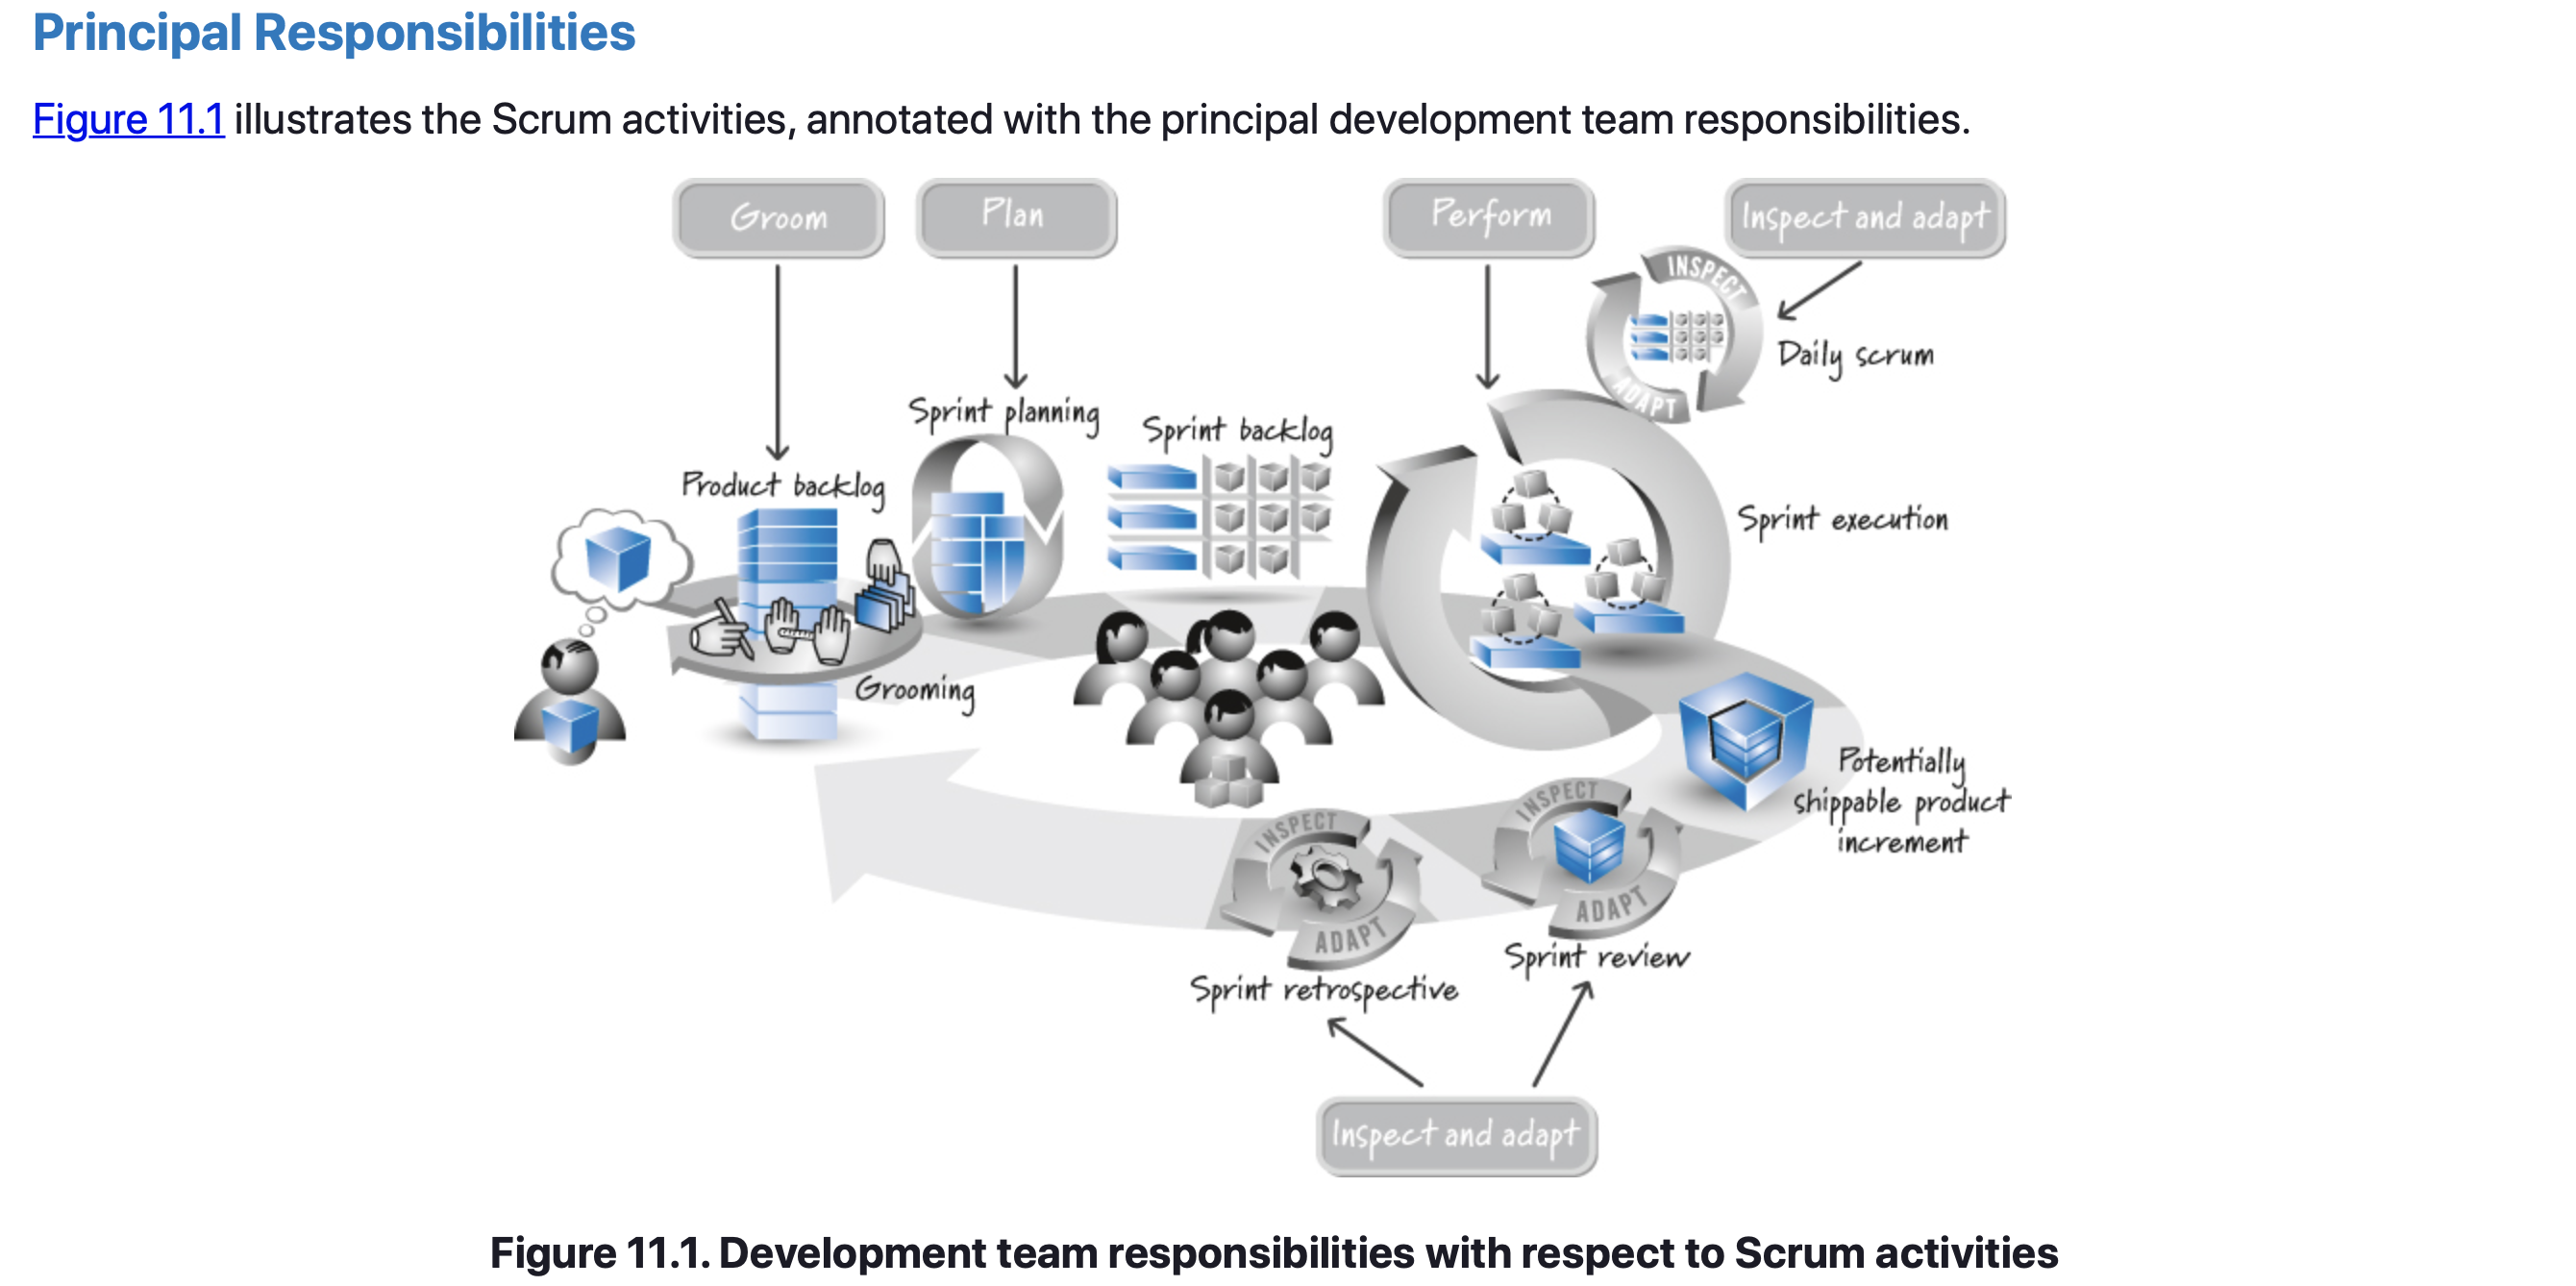 Principal Responsibilities
Figure 11.1 illustrates the Scrum activities, annotated with the principal development team responsibilities.
Groom
Plan
Perform
Inspect and adapt
INSPECT
ADAPT
Daily scrum
Sprint planning
Sprint backlog
Product backlog
Sprint execution
Grooming
Potentially
shippable product
increment
INSPECT
ADAPT
Sprint review
INSPECT
ADAPT
Sprint retrospective
Inspect and adapt
Figure 11.1. Development team responsibilities with respect to Scrum activities